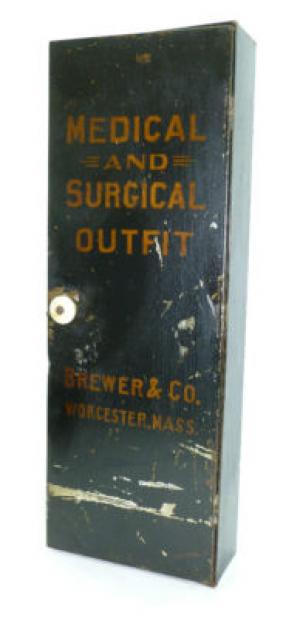 MEDICAL
AND
SURGICAL
OUTFIT
BREWER & CO.
WORCESTER, MASS.